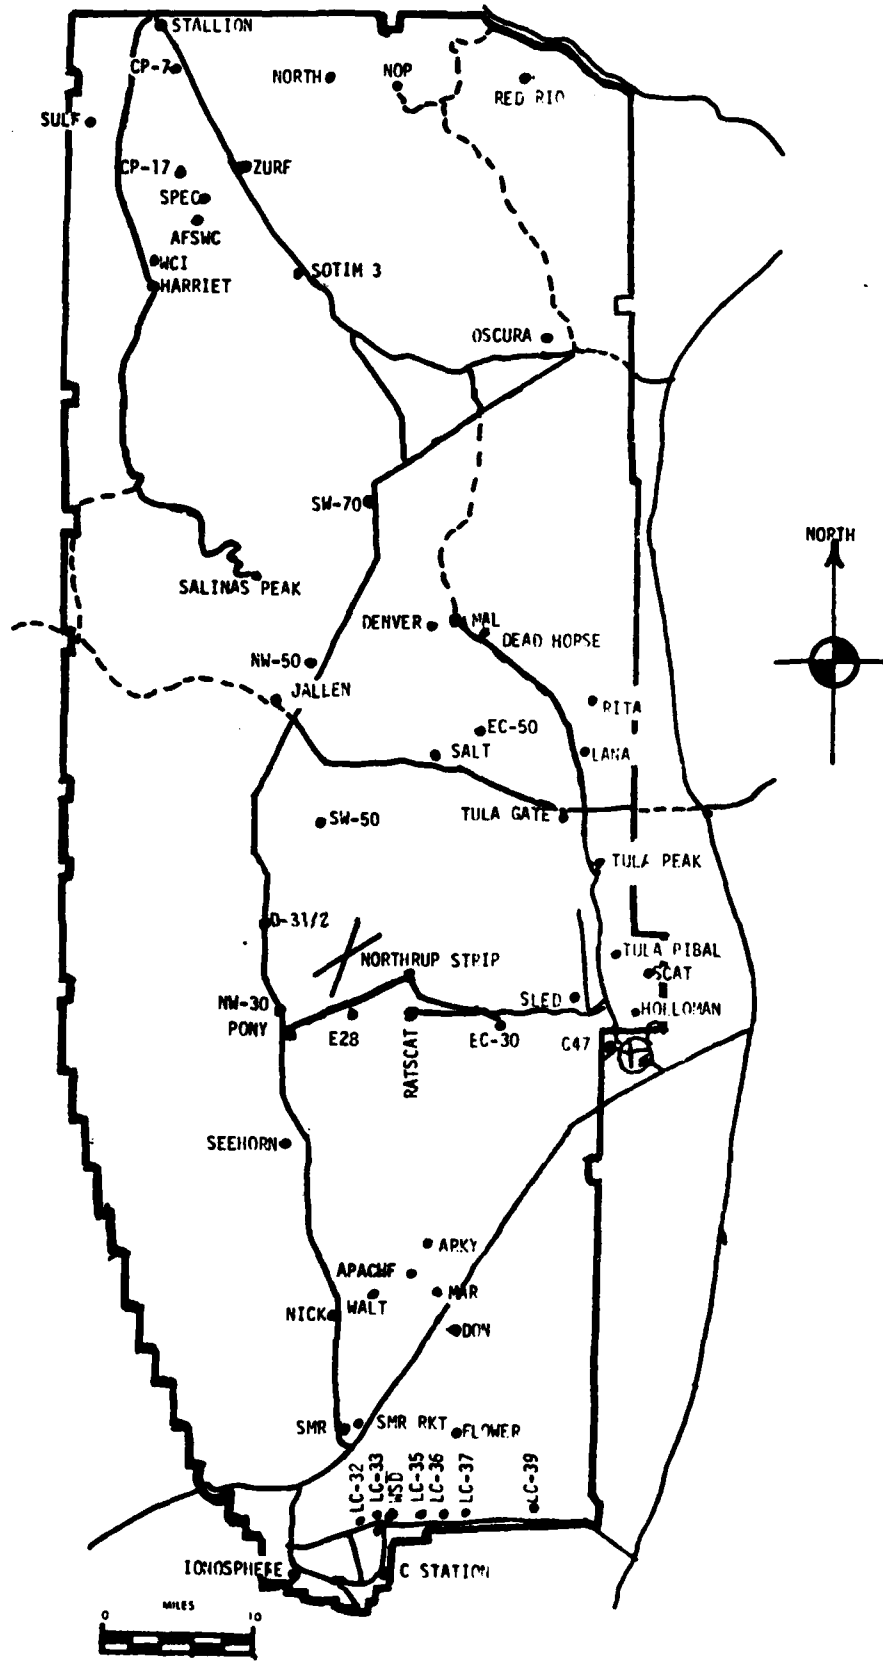 STALLION
CP-7
NORTH
NOP
RED RIO
SULF
CP-17
ZURF
SPEC
AFSWC
WCI
HARRIET
SOTIM 3
OSCURA
SW-70
NORTH
SALINAS PEAK
DENVER
MAL
DEAD HORSE
NW-50
JALLEN
RITA
EC-50
SALT
LANA
SW-50
TULA GATE
TULA PEAK
D-31/2
NORTHRUP STRIP
TULA PIBAL
SCAT
NW-30
SLED
HOLLOMAN
PONY
E28
RATSCAT
EC-30
C47
SEEHORN
ARKY
APACHE
WALT
MAR
NICK
DON
SMR
SMR RKT
FLOWER
LC-32
LC-33
WSD
LC-35
LC-36
LC-37
LC-39
IONOSPHERE
C STATION
MILES
0 10